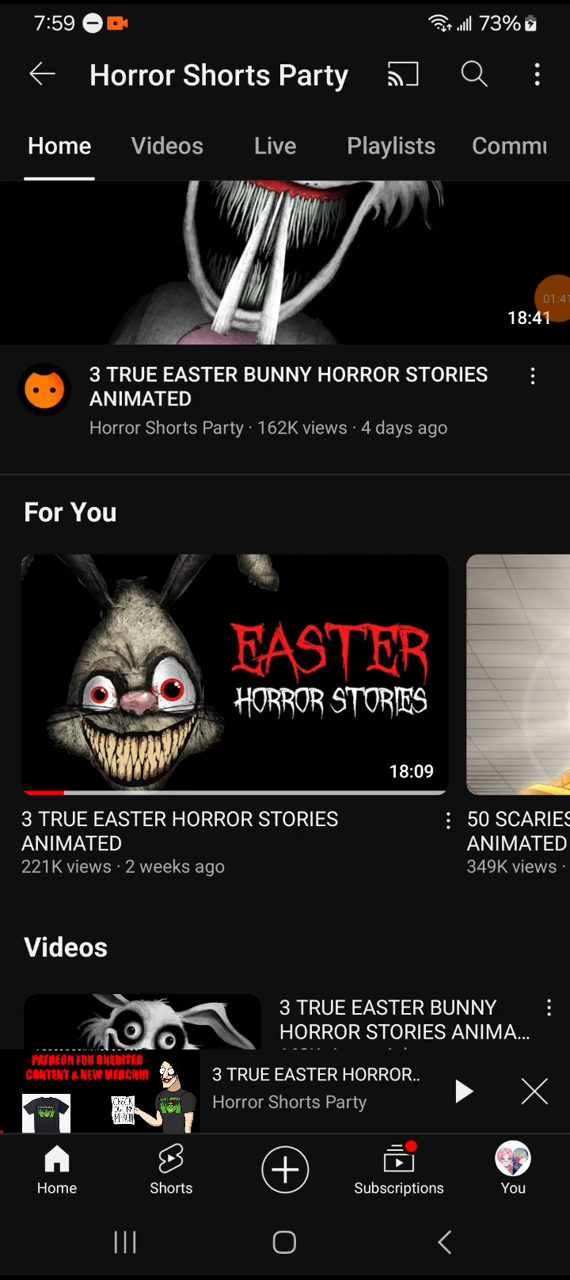 7:59
73%
Horror Shorts Party
Home Videos Live Playlists Commu
01:41
18:41
3 TRUE EASTER BUNNY HORROR STORIES
ANIMATED
Horror Shorts Party · 162K views · 4 days ago
For You
EASTER
HORROR STORIES
18:09
3 TRUE EASTER HORROR STORIES
ANIMATED
221K views · 2 weeks ago
50 SCARIES
ANIMATED
349K views ·
Videos
3 TRUE EASTER BUNNY
HORROR STORIES ANIMA...
PATREON FOR UNEDITED
CONTENT & NEW MERCH!!!
3 TRUE EASTER HORROR..
Horror Shorts Party
Home Shorts Subscriptions You